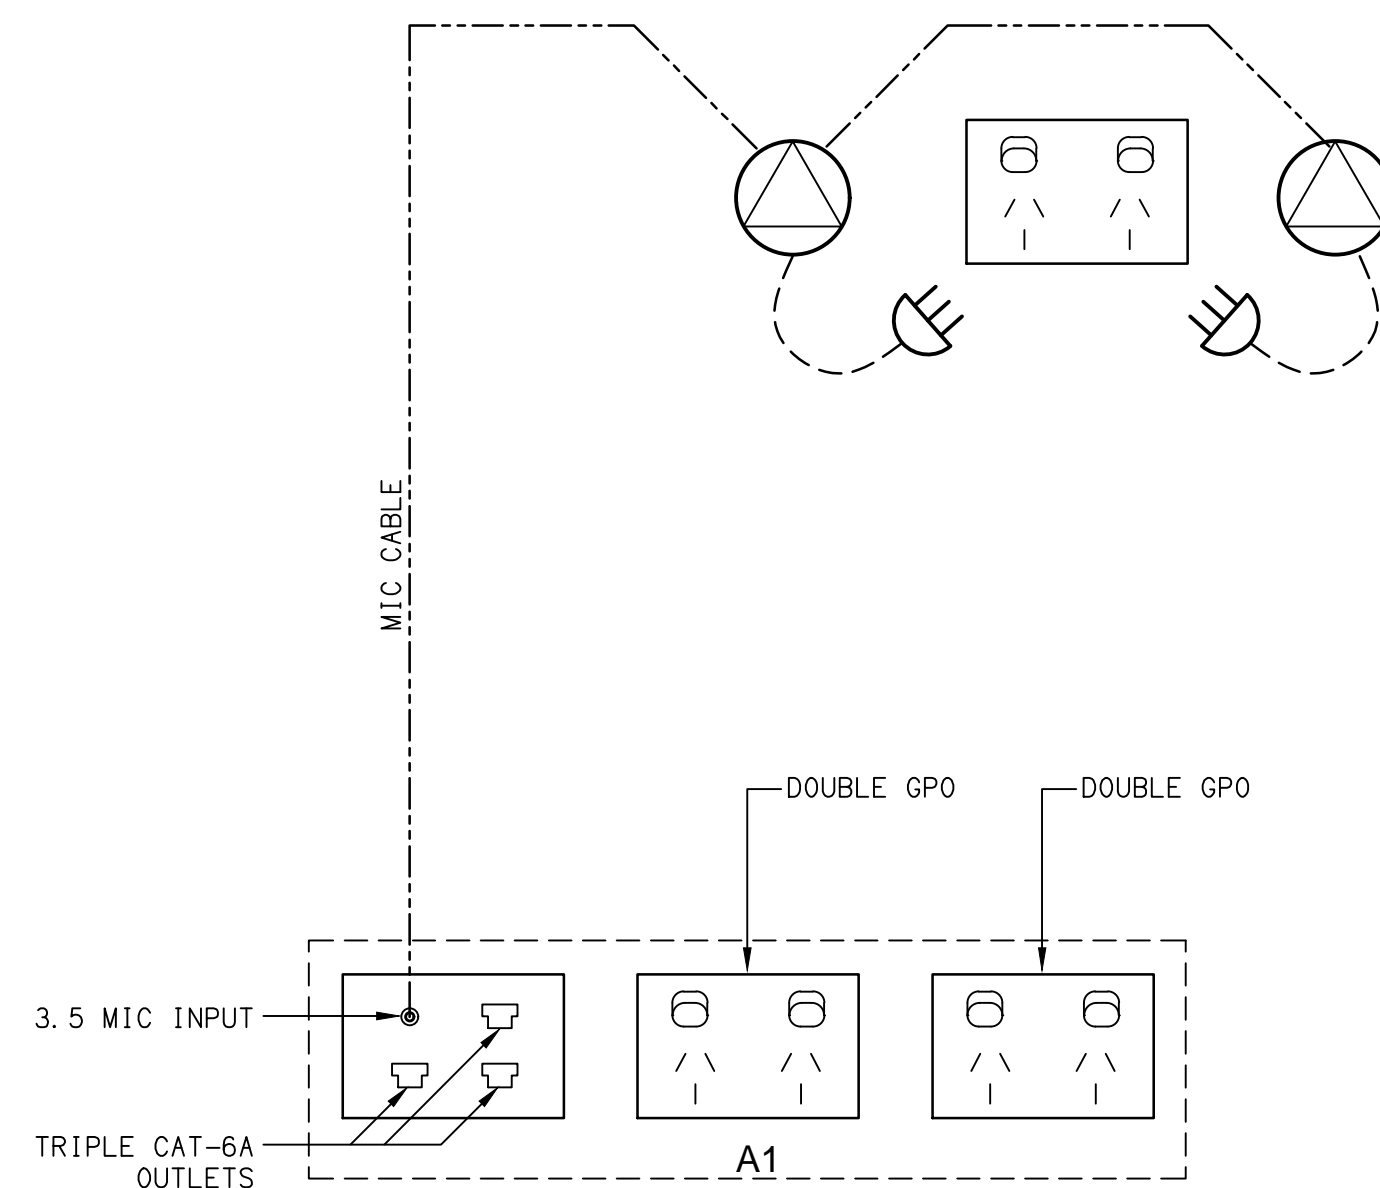 MIC CABLE
DOUBLE GPO
DOUBLE GPO
3.5 MIC INPUT
TRIPLE CAT-6A
OUTLETS
A1